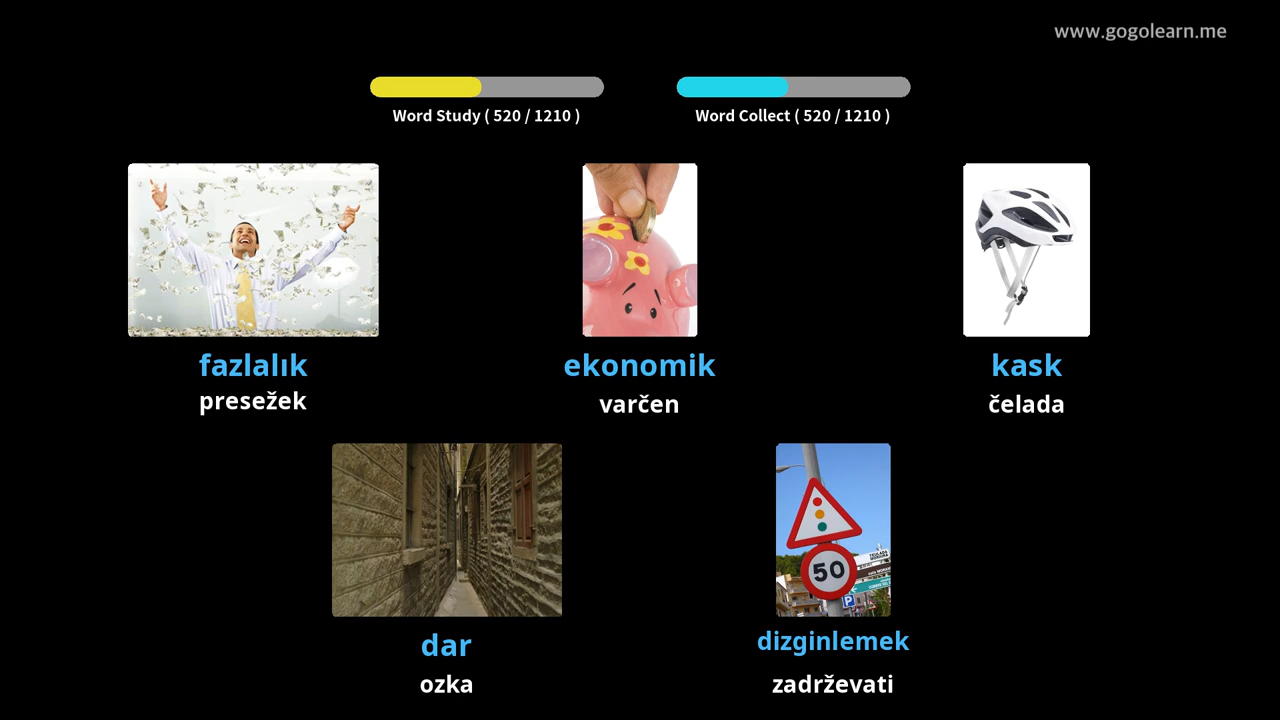 www.gogolearn.me
Word Study ( 520 / 1210 )
Word Collect ( 520 / 1210 )
fazlalık
presežek
ekonomik
varčen
kask
čelada
50
P
dar
ozka
dizginlemek
zadrževati